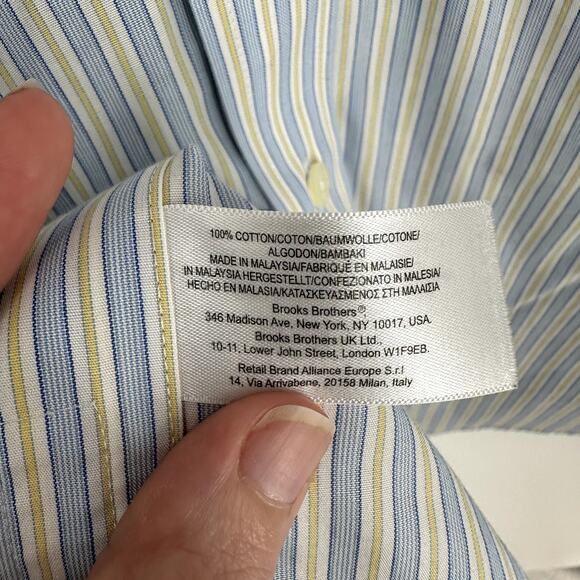 100% COTTON/COTON/BAUMWOLLE/COTONE/
ALGODON/BAMBAKI
MADE IN MALAYSIA/FABRIQUÉ EN MALAISIE/
IN MALAYSIA HERGESTELLT/CONFEZIONATO IN MALESIA/
HECHO EN MALASIA/ΚΑΤΑΣΚΕΥΑΣΜΕΝΟΣ ΣΤΗ ΜΑΛΑΙΣΙΑ
Brooks Brothers®
346 Madison Ave, New York, NY 10017, USA.
Brooks Brothers UK Ltd.,
10-11, Lower John Street, London W1F9EB.
Retail Brand Alliance Europe S.r.l
14, Via Arrivabene, 20158 Milan, Italy